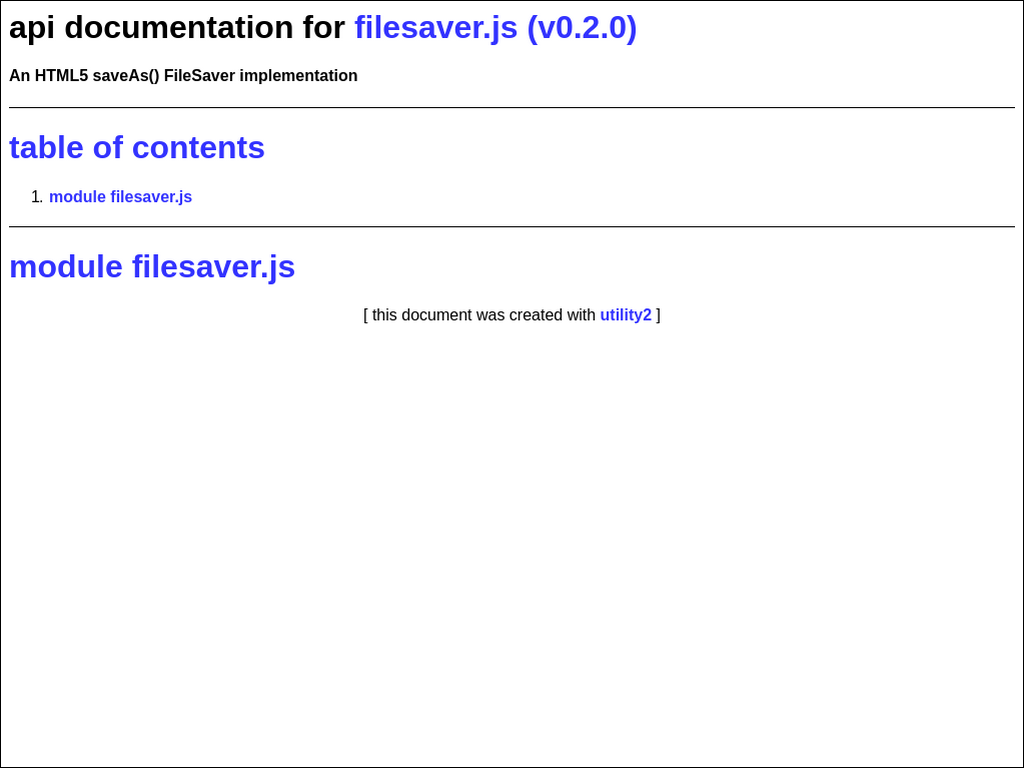 api documentation for filesaver.js (v0.2.0)
An HTML5 saveAs() FileSaver implementation
table of contents
1. module filesaver.js
module filesaver.js
[ this document was created with utility2 ]